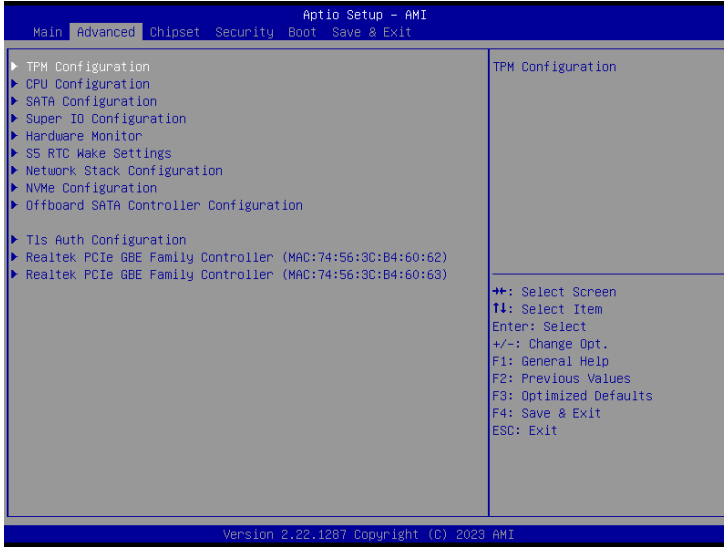 Aptio Setup – AMI
Main Advanced Chipset Security Boot Save & Exit
▶ TPM Configuration
▶ CPU Configuration
▶ SATA Configuration
▶ Super IO Configuration
▶ Hardware Monitor
▶ S5 RTC Wake Settings
▶ Network Stack Configuration
▶ NVMe Configuration
▶ Offboard SATA Controller Configuration
▶ Tls Auth Configuration
▶ Realtek PCIe GBE Family Controller (MAC:74:56:3C:B4:60:62)
▶ Realtek PCIe GBE Family Controller (MAC:74:56:3C:B4:60:63)
TPM Configuration
→←: Select Screen
↑↓: Select Item
Enter: Select
+/-: Change Opt.
F1: General Help
F2: Previous Values
F3: Optimized Defaults
F4: Save & Exit
ESC: Exit
Version 2.22.1287 Copyright (C) 2023 AMI